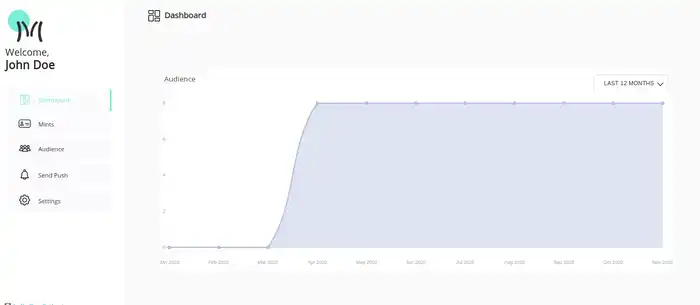 Dashboard
Welcome,
John Doe
Dashboard
Mints
Audience
Send Push
Settings
Audience
LAST 12 MONTHS
8
6
4
2
0
Jan 2020 Feb 2020 Mar 2020 Apr 2020 May 2020 Jun 2020 Jul 2020 Aug 2020 Sep 2020 Oct 2020 Nov 2020